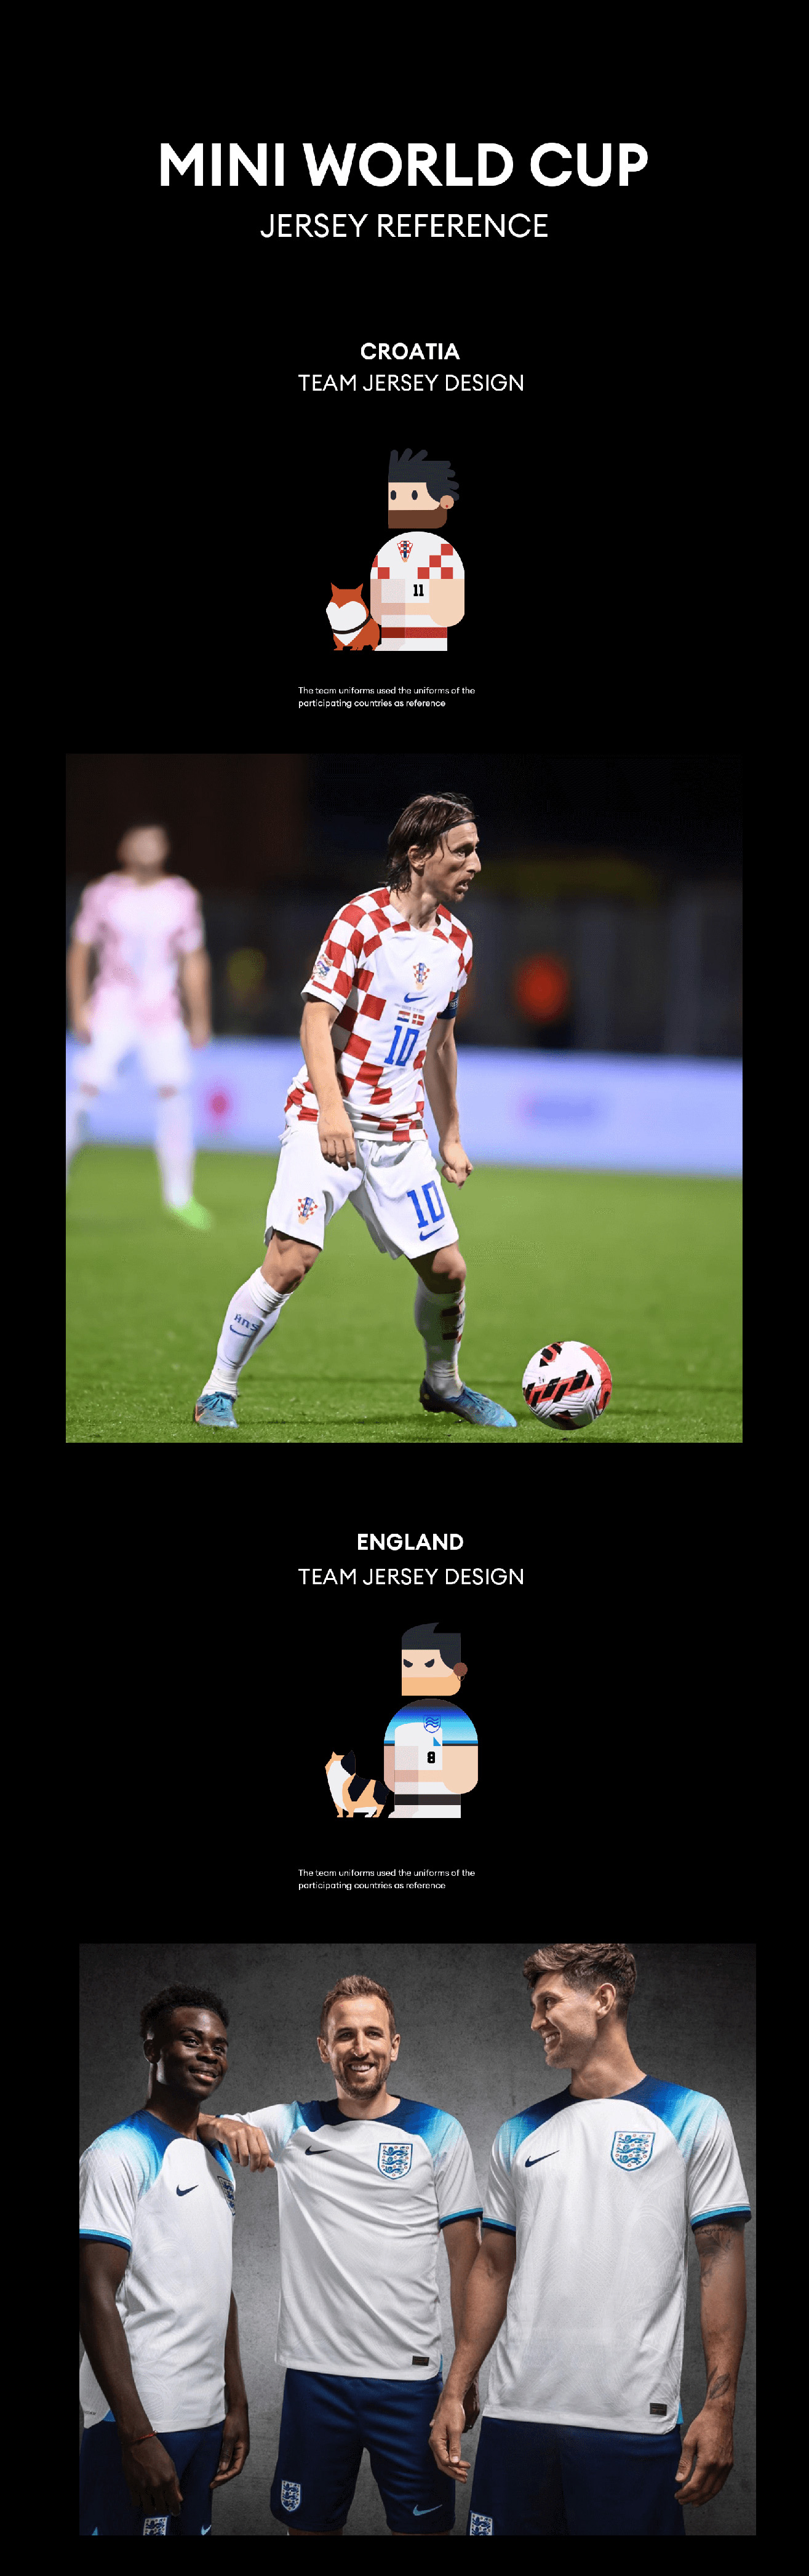 MINI WORLD CUP
JERSEY REFERENCE
CROATIA
TEAM JERSEY DESIGN
11
The team uniforms used the uniforms of the
participating countries as reference
10
10
ENGLAND
TEAM JERSEY DESIGN
8
The team uniforms used the uniforms of the
participating countries as reference